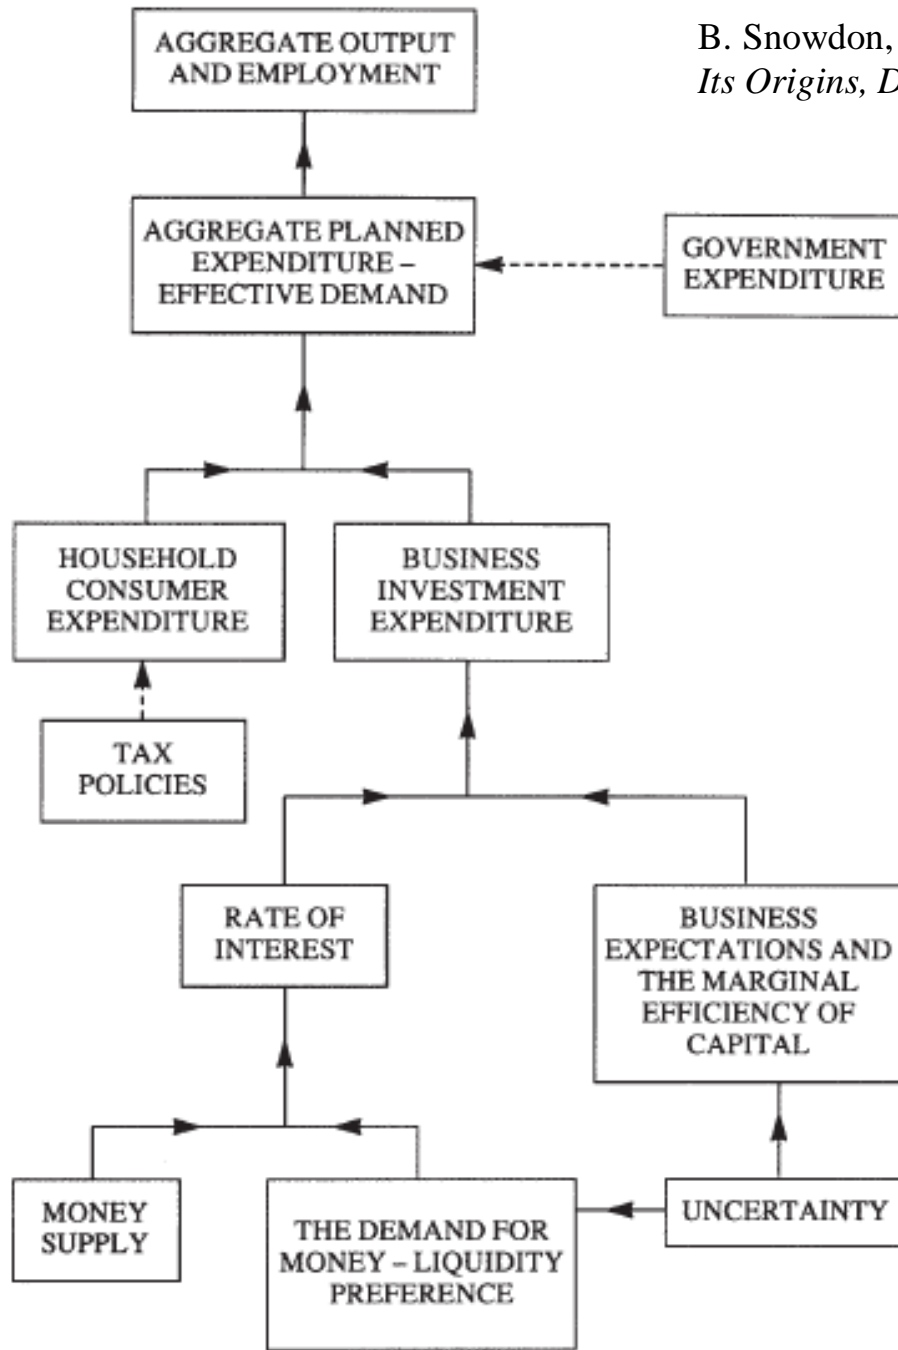 AGGREGATE OUTPUT
AND EMPLOYMENT
B. Snowdon,
Its Origins, D
AGGREGATE PLANNED
EXPENDITURE –
EFFECTIVE DEMAND
GOVERNMENT
EXPENDITURE
HOUSEHOLD
CONSUMER
EXPENDITURE
BUSINESS
INVESTMENT
EXPENDITURE
TAX
POLICIES
RATE OF
INTEREST
BUSINESS
EXPECTATIONS AND
THE MARGINAL
EFFICIENCY OF
CAPITAL
MONEY
SUPPLY
THE DEMAND FOR
MONEY – LIQUIDITY
PREFERENCE
UNCERTAINTY